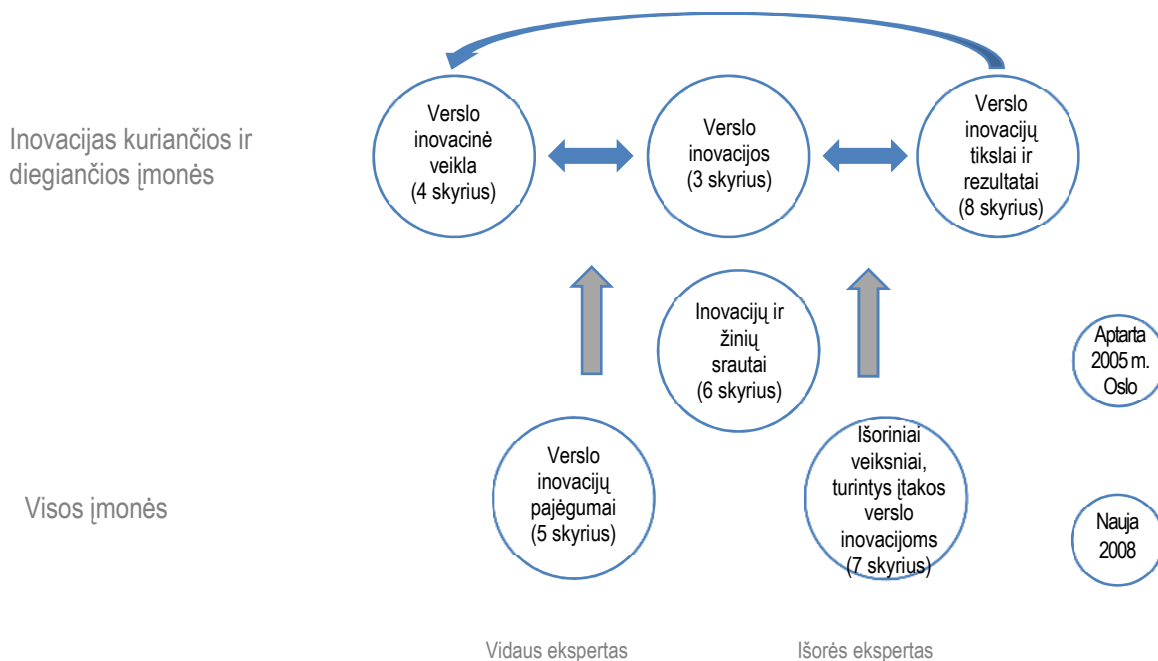 Inovacijas kuriančios ir
diegiančios įmonės
Verslo
inovacinė
veikla
(4 skyrius)
Verslo
inovacijos
(3 skyrius)
Verslo
inovacijų
tikslai ir
rezultatai
(8 skyrius)
Inovacijų ir
žinių
srautai
(6 skyrius)
Aptarta
2005 m.
Oslo
Visos įmonės
Verslo
inovacijų
pajėgumai
(5 skyrius)
Išoriniai
veiksniai,
turintys įtakos
verslo
inovacijoms
(7 skyrius)
Nauja
2008
Vidaus ekspertas
Išorės ekspertas